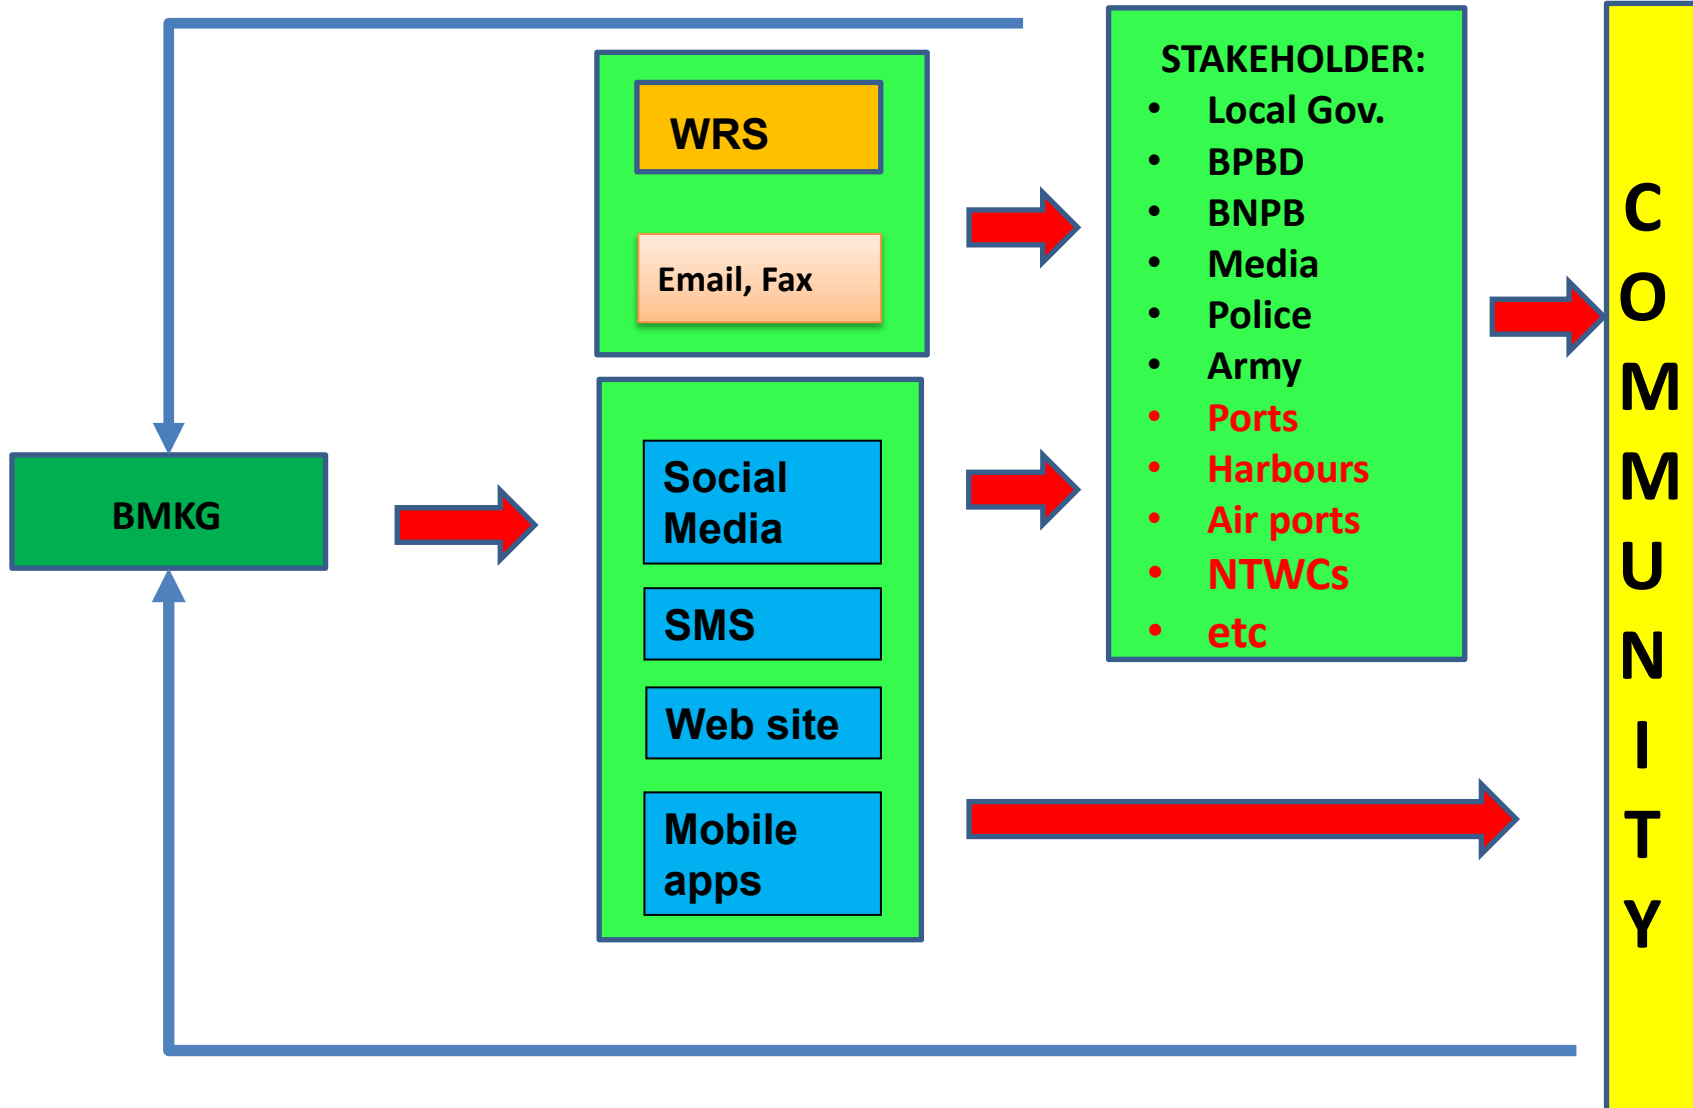 BMKG
WRS
Email, Fax
Social
Media
SMS
Web site
Mobile
apps
STAKEHOLDER:
• Local Gov.
• BPBD
• BNPB
• Media
• Police
• Army
• Ports
• Harbours
• Air ports
• NTWCs
• etc
C
O
M
M
U
N
I
T
Y